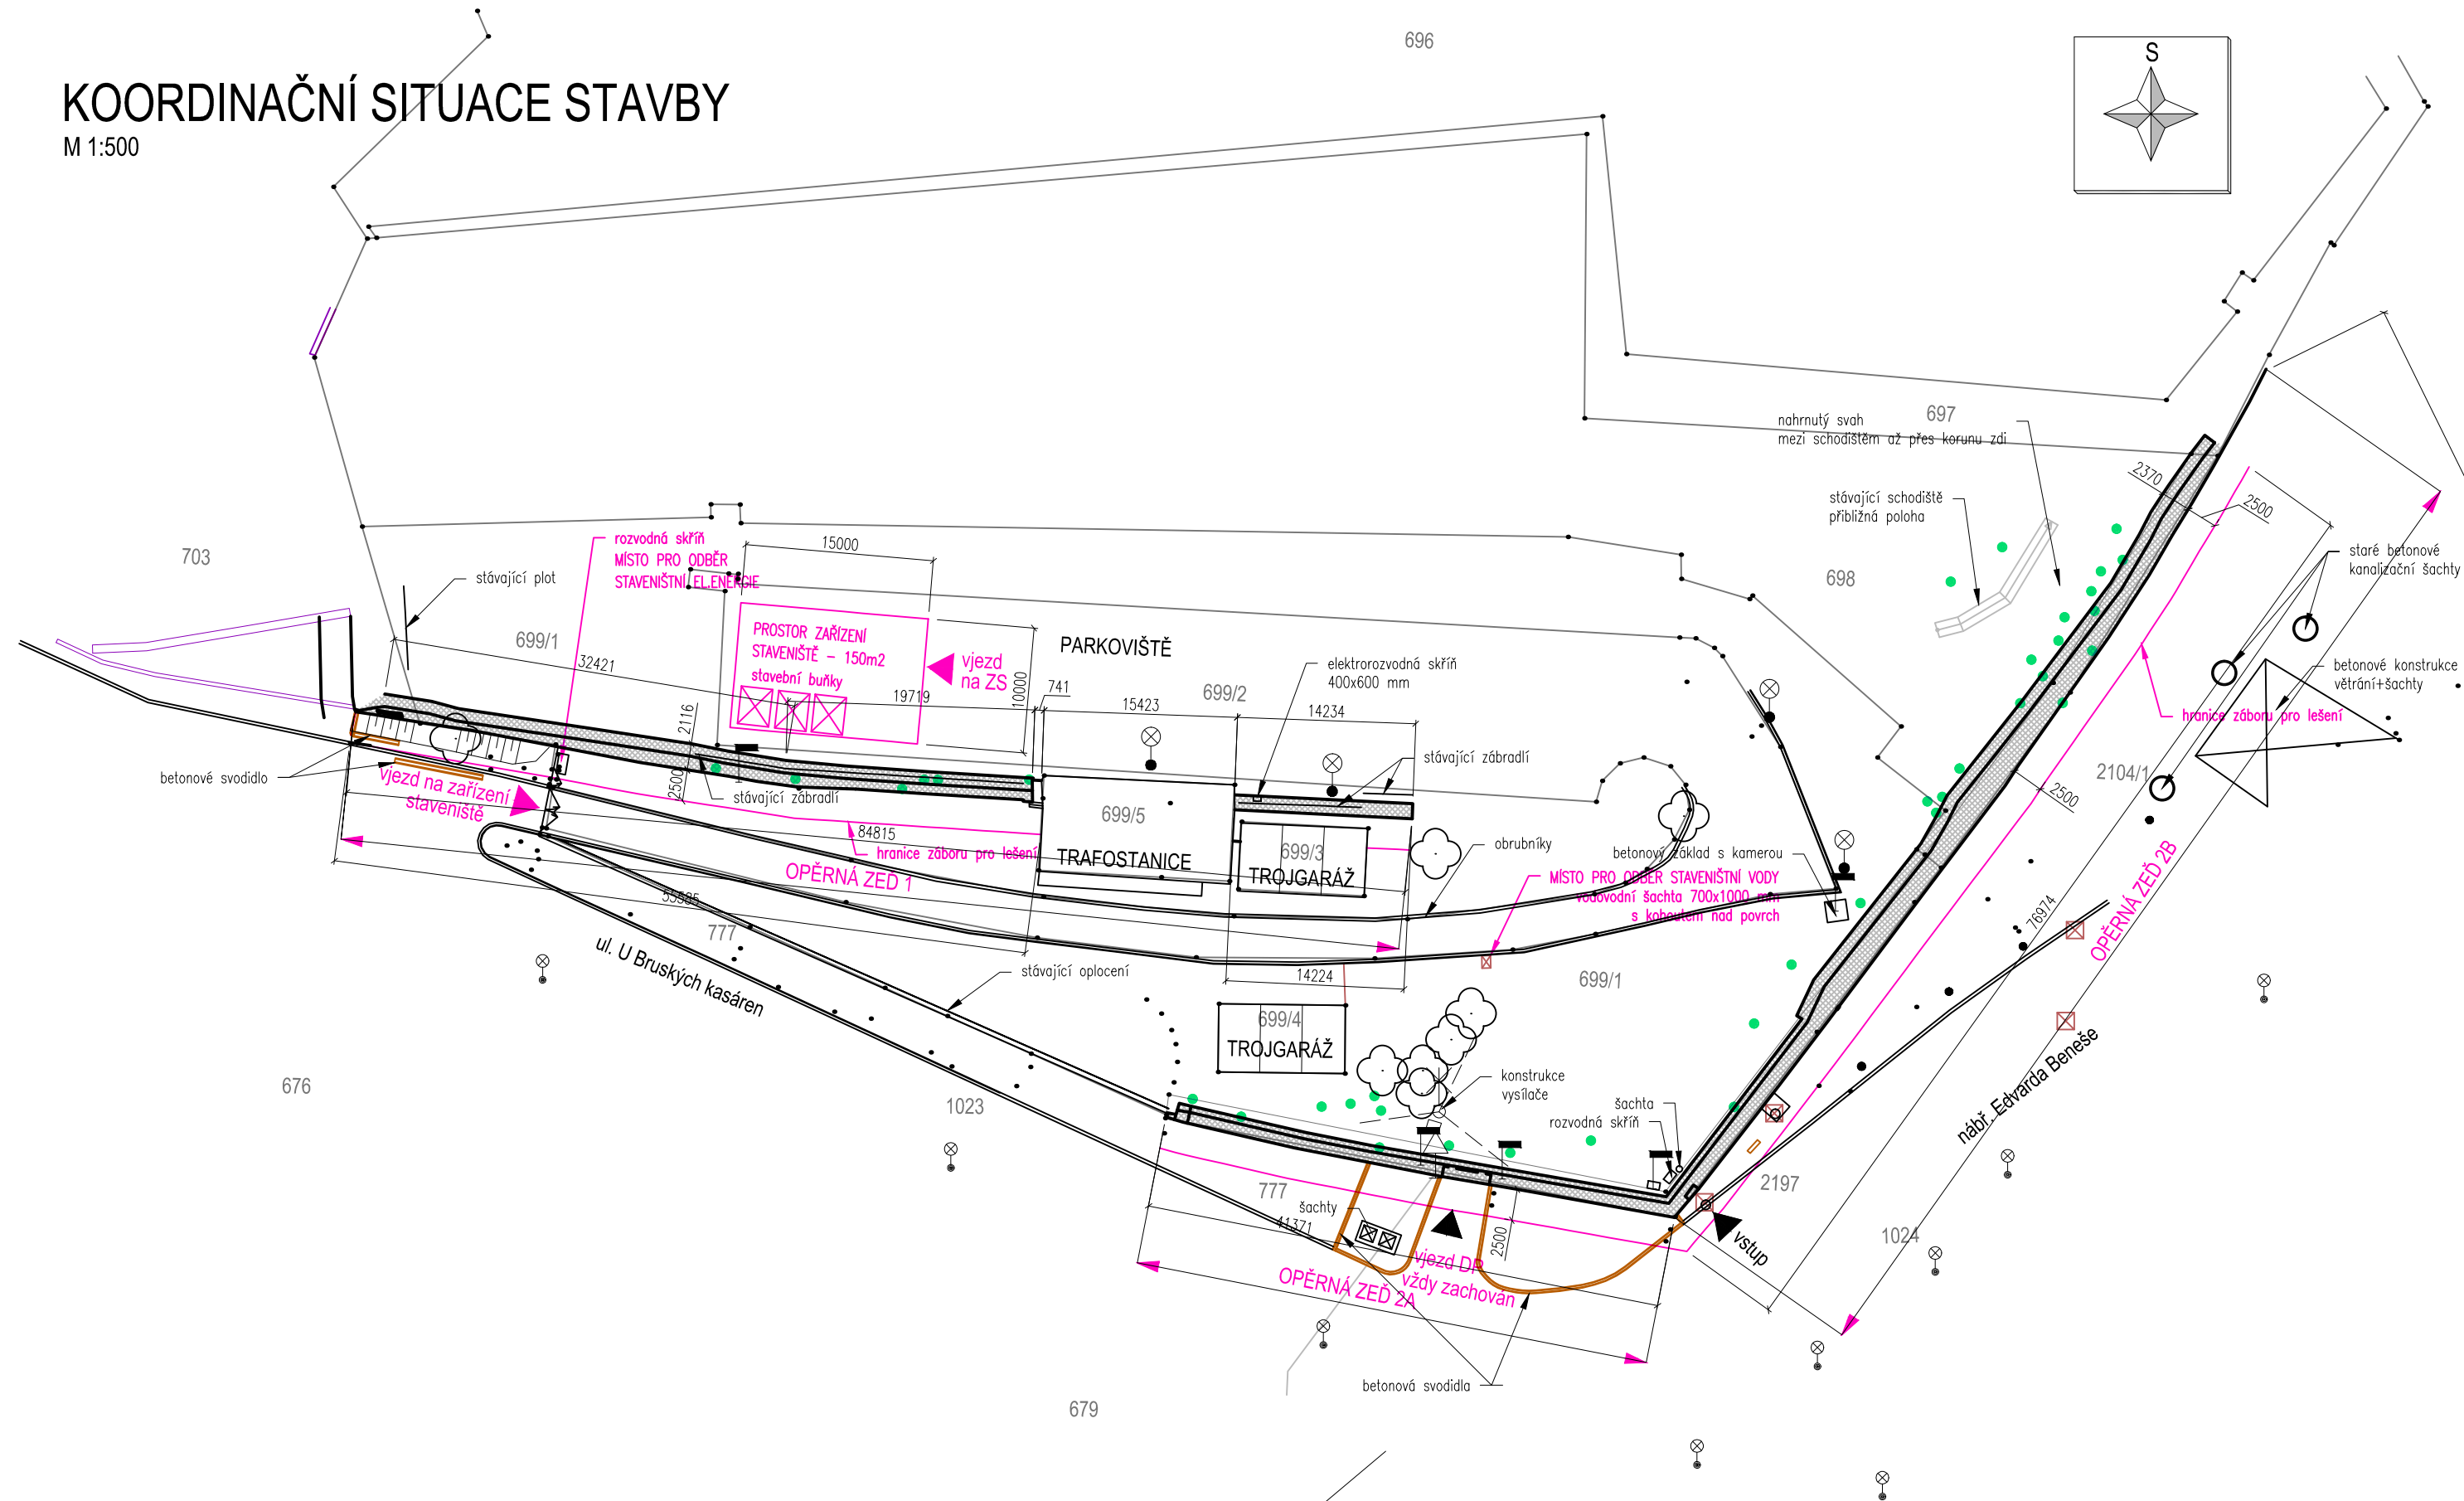 KOORDINAČNÍ SITUACE STAVBY
M 1:500
696
S
697
nahrnutý svah
mezi schodištěm až přes korunu zdi
2370
2500
stávající schodiště
přibližná poloha
698
staré betonové
kanalizační šachty
703
stávající plot
rozvodná skříň
MÍSTO PRO ODBĚR
STAVENIŠTNÍ EL.ENERGIE
15000
699/1
32421
PROSTOR ZAŘÍZENÍ
STAVENIŠTĚ – 150m2
stavební buňky
vjezd
na ZS
10000
19719
741
PARKOVIŠTĚ
699/2
15423
14234
elektrorozvodná skříň
400x600 mm
betonové konstrukce
větrání+šachty
hranice záboru pro lešení
2104/1
2500
2116
2500
stávající zábradlí
stávající zábradlí
betonové svodidlo
vjezd na zařízení
staveniště
84815
hranice záboru pro lešení
OPĚRNÁ ZEĎ 1
699/5
TRAFOSTANICE
699/3
TROJGARÁŽ
obrubníky
betonový základ s kamerou
MÍSTO PRO ODBĚR STAVENIŠTNÍ VODY
vodovodní šachta 700x1000 mm
s kohoutem nad povrch
55585
777
ul. U Bruských kasáren
stávající oplocení
14224
699/1
76974
OPĚRNÁ ZEĎ 2B
699/4
TROJGARÁŽ
676
1023
konstrukce
vysílače
šachta
rozvodná skříň
nábř. Edvarda Beneše
777
šachty
41371
2500
2197
1024
vstup
vjezd DP
vždy zachován
OPĚRNÁ ZEĎ 2A
betonová svodidla
679